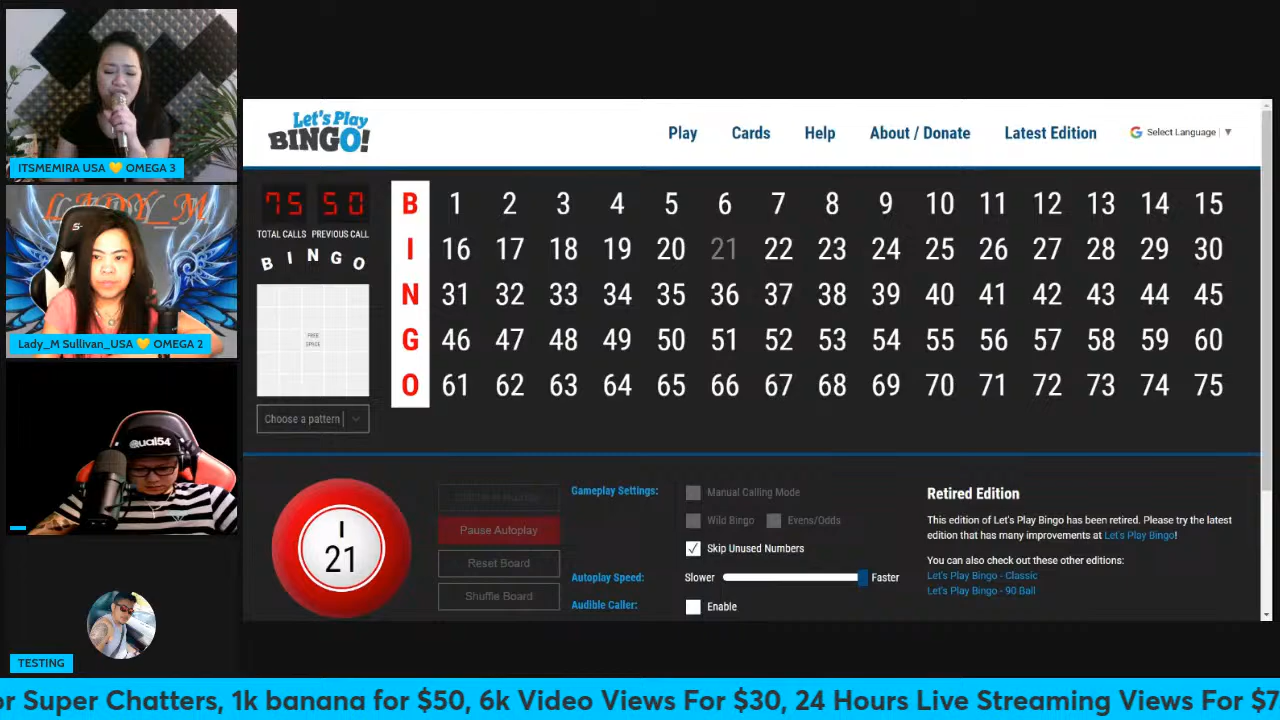 ITSMEMIRA USA 💛 OMEGA 3
LADY_M
Lady_M Sullivan_USA 💛 OMEGA 2
QUAL54
TESTING
Let's Play
BINGO!
Play Cards Help About / Donate Latest Edition Select Language ▼
75 50
TOTAL CALLS PREVIOUS CALL
B I N G O
FREE
SPACE
Choose a pattern
B 1 2 3 4 5 6 7 8 9 10 11 12 13 14 15
I 16 17 18 19 20 21 22 23 24 25 26 27 28 29 30
N 31 32 33 34 35 36 37 38 39 40 41 42 43 44 45
G 46 47 48 49 50 51 52 53 54 55 56 57 58 59 60
O 61 62 63 64 65 66 67 68 69 70 71 72 73 74 75
I
21
Pause Autoplay
Reset Board
Shuffle Board
Gameplay Settings:
Manual Calling Mode
Wild Bingo Evens/Odds
Skip Unused Numbers
Autoplay Speed: Slower Faster
Audible Caller: Enable
Retired Edition
This edition of Let's Play Bingo has been retired. Please try the latest
edition that has many improvements at Let's Play Bingo!
You can also check out these other editions:
Let's Play Bingo - Classic
Let's Play Bingo - 90 Ball
or Super Chatters, 1k banana for $50, 6k Video Views For $30, 24 Hours Live Streaming Views For $7